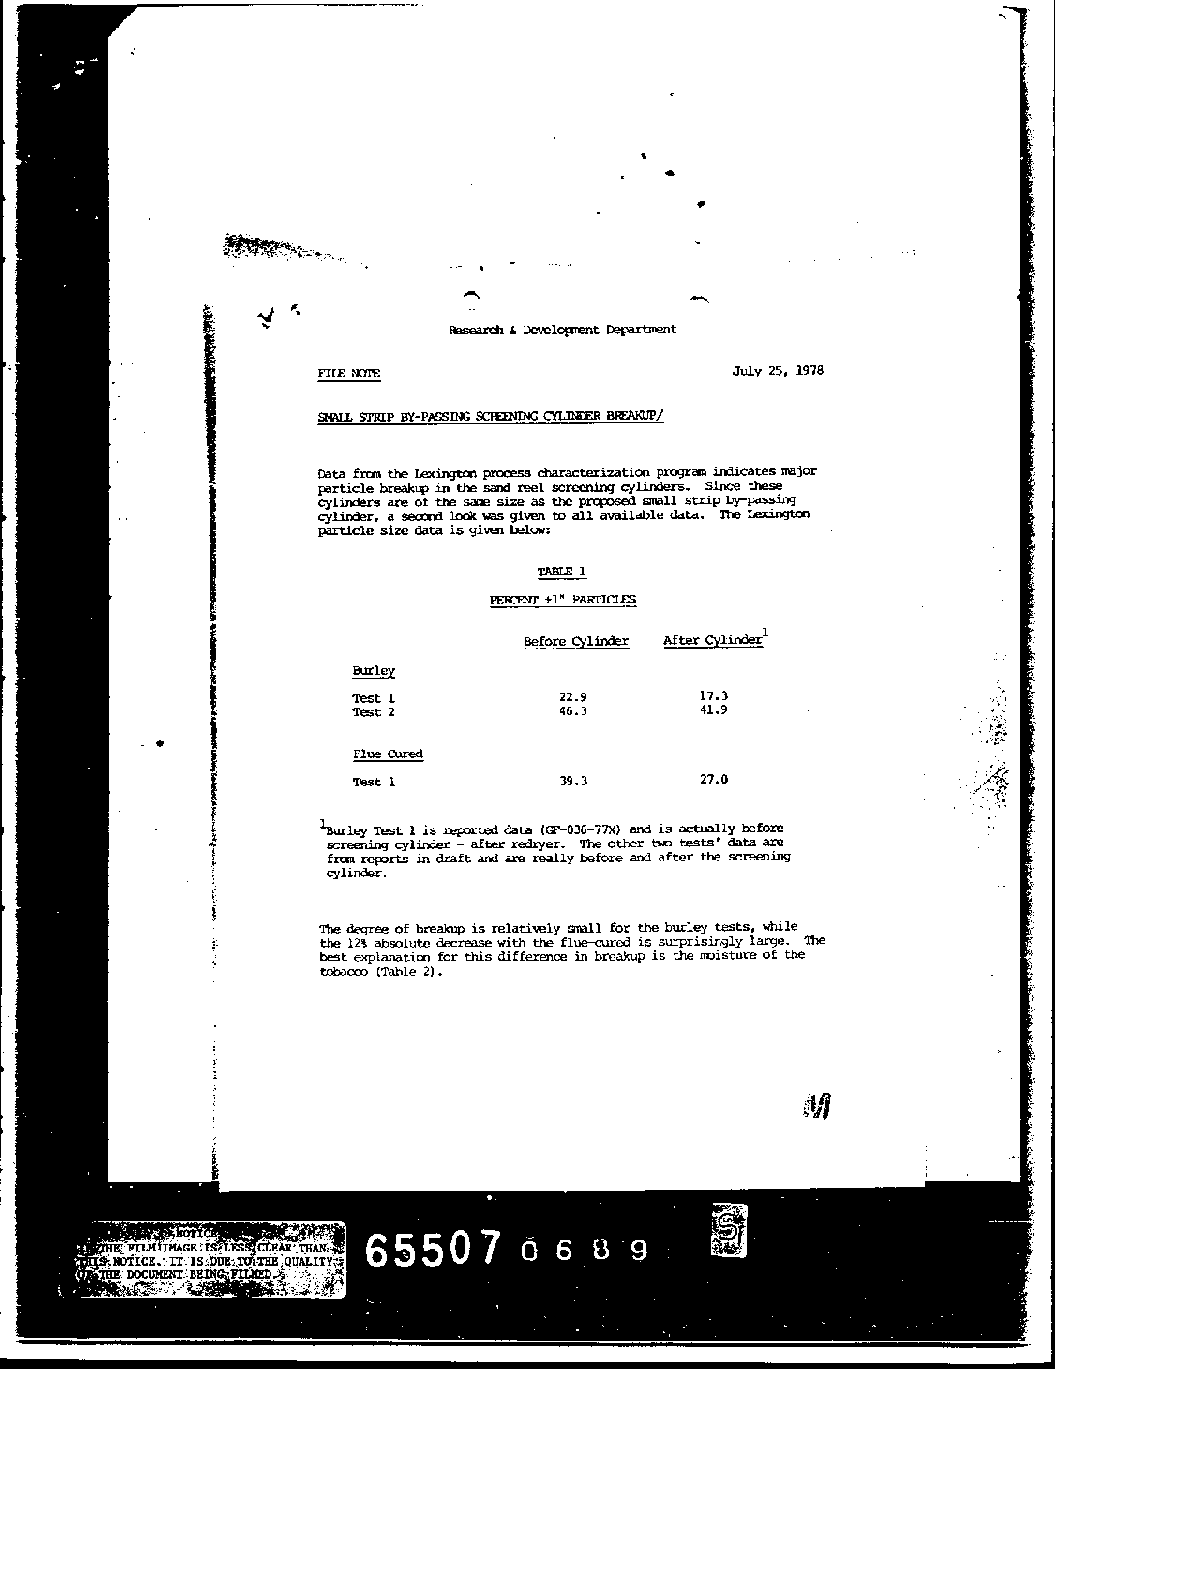 Research & Development Department
FILE NOTE July 25, 1978
SMALL STRIP BY-PASSING SCREENING CYLINDER BREAKUP/
Data from the Lexington process characterization program indicates major
particle breakup in the sand reel screening cylinders. Since these
cylinders are of the same size as the proposed small strip by-passing
cylinder, a second look was given to all available data. The Lexington
particle size data is given below:
TABLE 1
PERCENT +1" PARTICLES
Before Cylinder After Cylinder1
Burley
Test 1 22.9 17.3
Test 2 46.3 41.9
Flue Cured
Test 1 39.3 27.0
1Burley Test 1 is reported data and is actually before
screening cylinder - after redryer. The other two tests' data are
from reports in draft and are really before and after the screening
cylinder.
The degree of breakup is relatively small for the burley tests, while
the 12% absolute decrease with the flue-cured is surprisingly large. The
best explanation for this difference in breakup is the moisture of the
tobacco (Table 2).
NOTICE
THE FILM IMAGE IS LESS CLEAR THAN
THIS NOTICE. IT IS DUE TO THE QUALITY
OF THE DOCUMENT BEING FILMED.
65507 0689
S